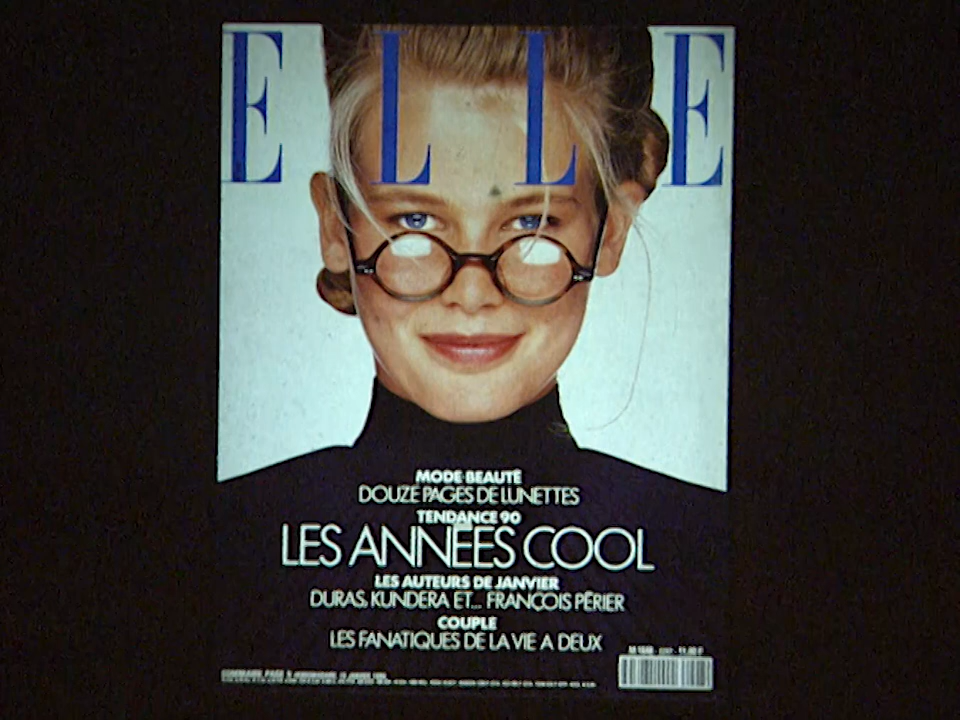 ELLE
MODE BEAUTÉ
DOUZE PAGES DE LUNETTES
TENDANCE 90
LES ANNÉES COOL
LES AUTEURS DE JANVIER
DURAS, KUNDERA ET... FRANÇOIS PÉRIER
COUPLE
LES FANATIQUES DE LA VIE A DEUX